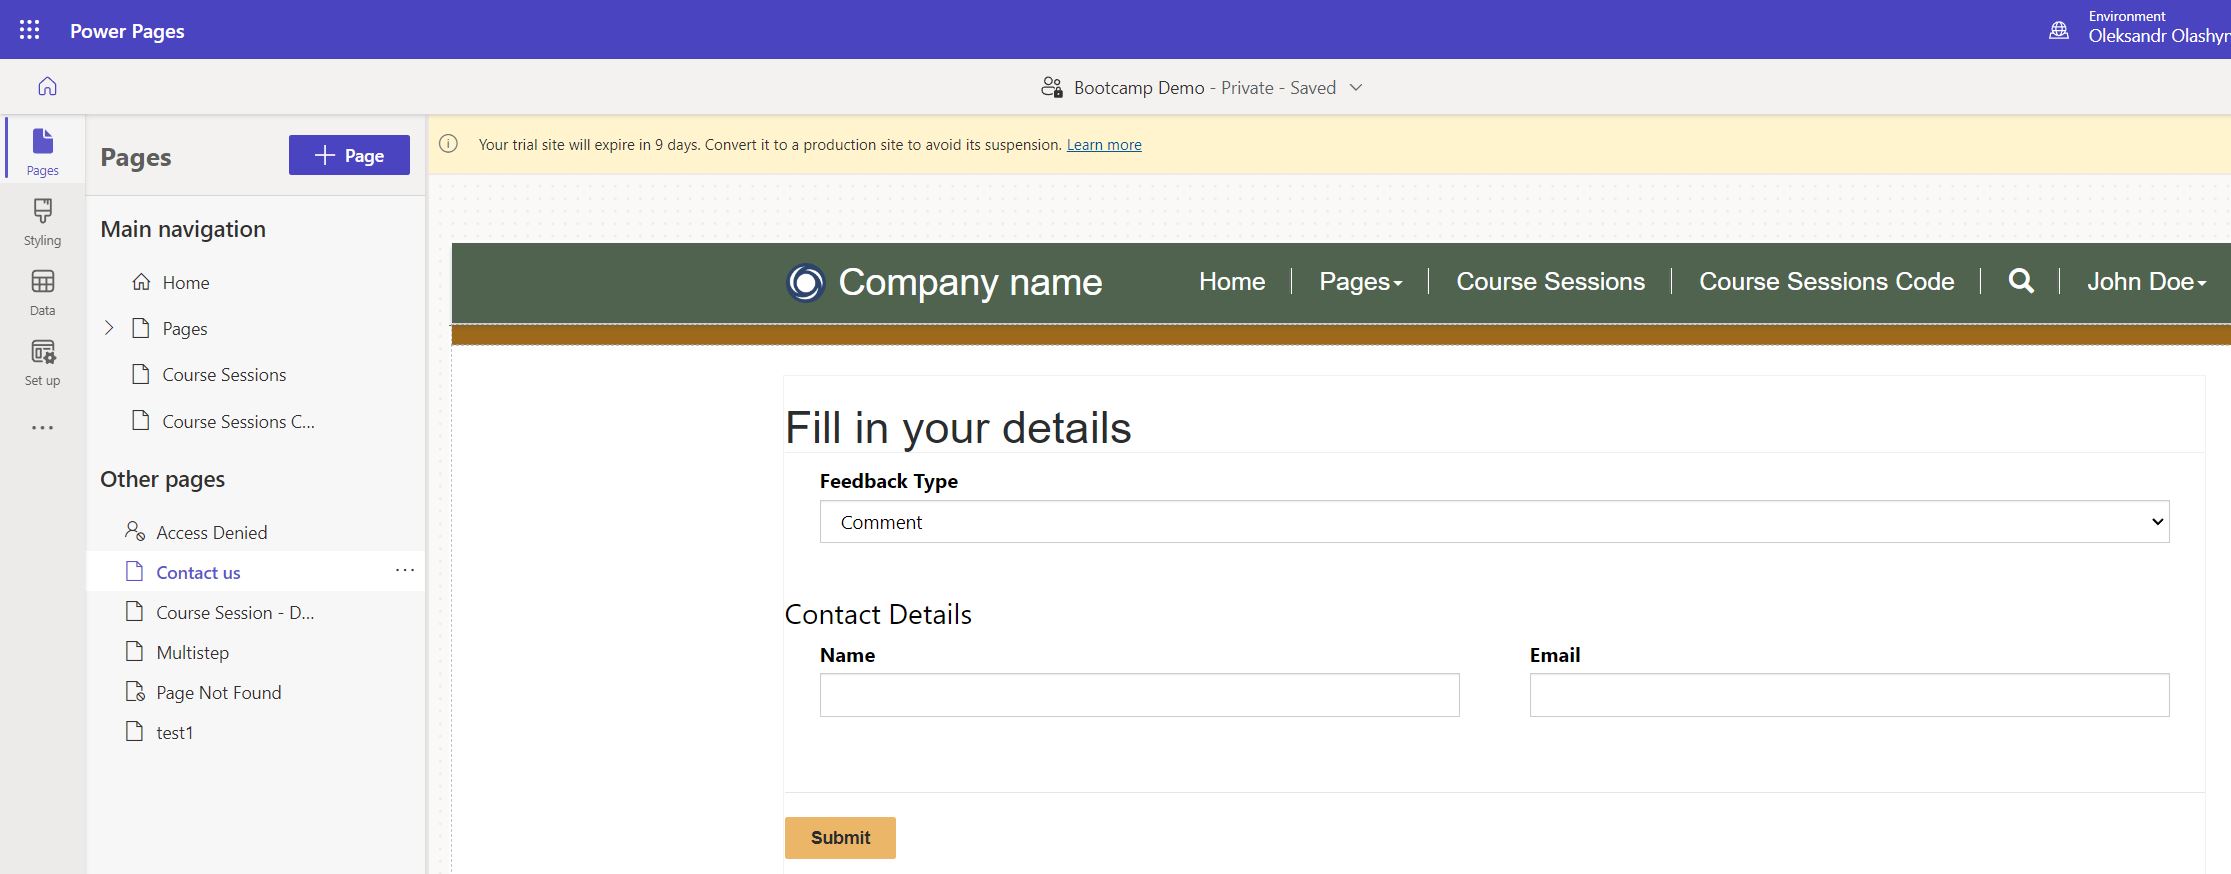 Power Pages
Environment
Oleksandr Olashyn
Bootcamp Demo - Private - Saved
Pages
Styling
Data
Set up
Pages
+ Page
Main navigation
Home
Pages
Course Sessions
Course Sessions C...
Other pages
Access Denied
Contact us
Course Session - D...
Multistep
Page Not Found
test1
Your trial site will expire in 9 days. Convert it to a production site to avoid its suspension. Learn more
Company name
Home
Pages
Course Sessions
Course Sessions Code
John Doe
Fill in your details
Feedback Type
Comment
Contact Details
Name
Email
Submit